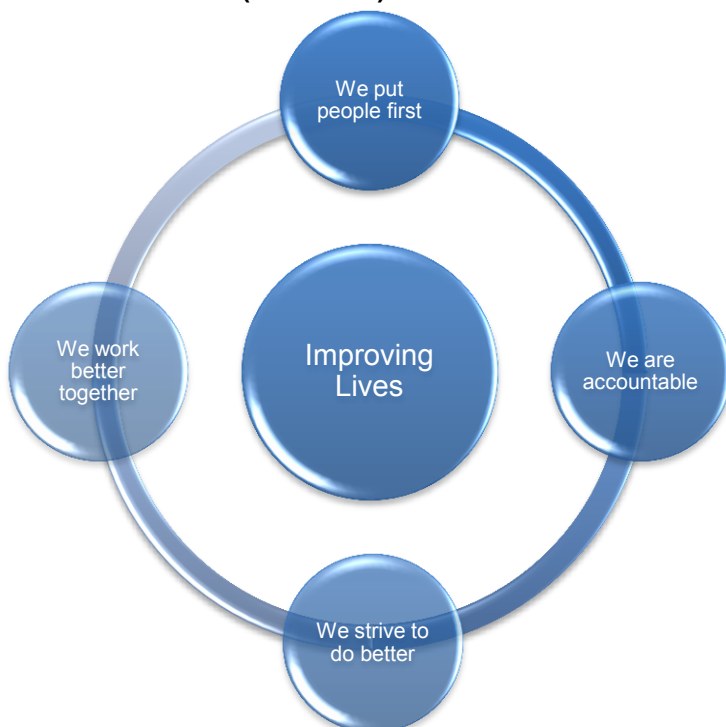 We put
people first
We work
better
together
Improving
Lives
We are
accountable
We strive to
do better